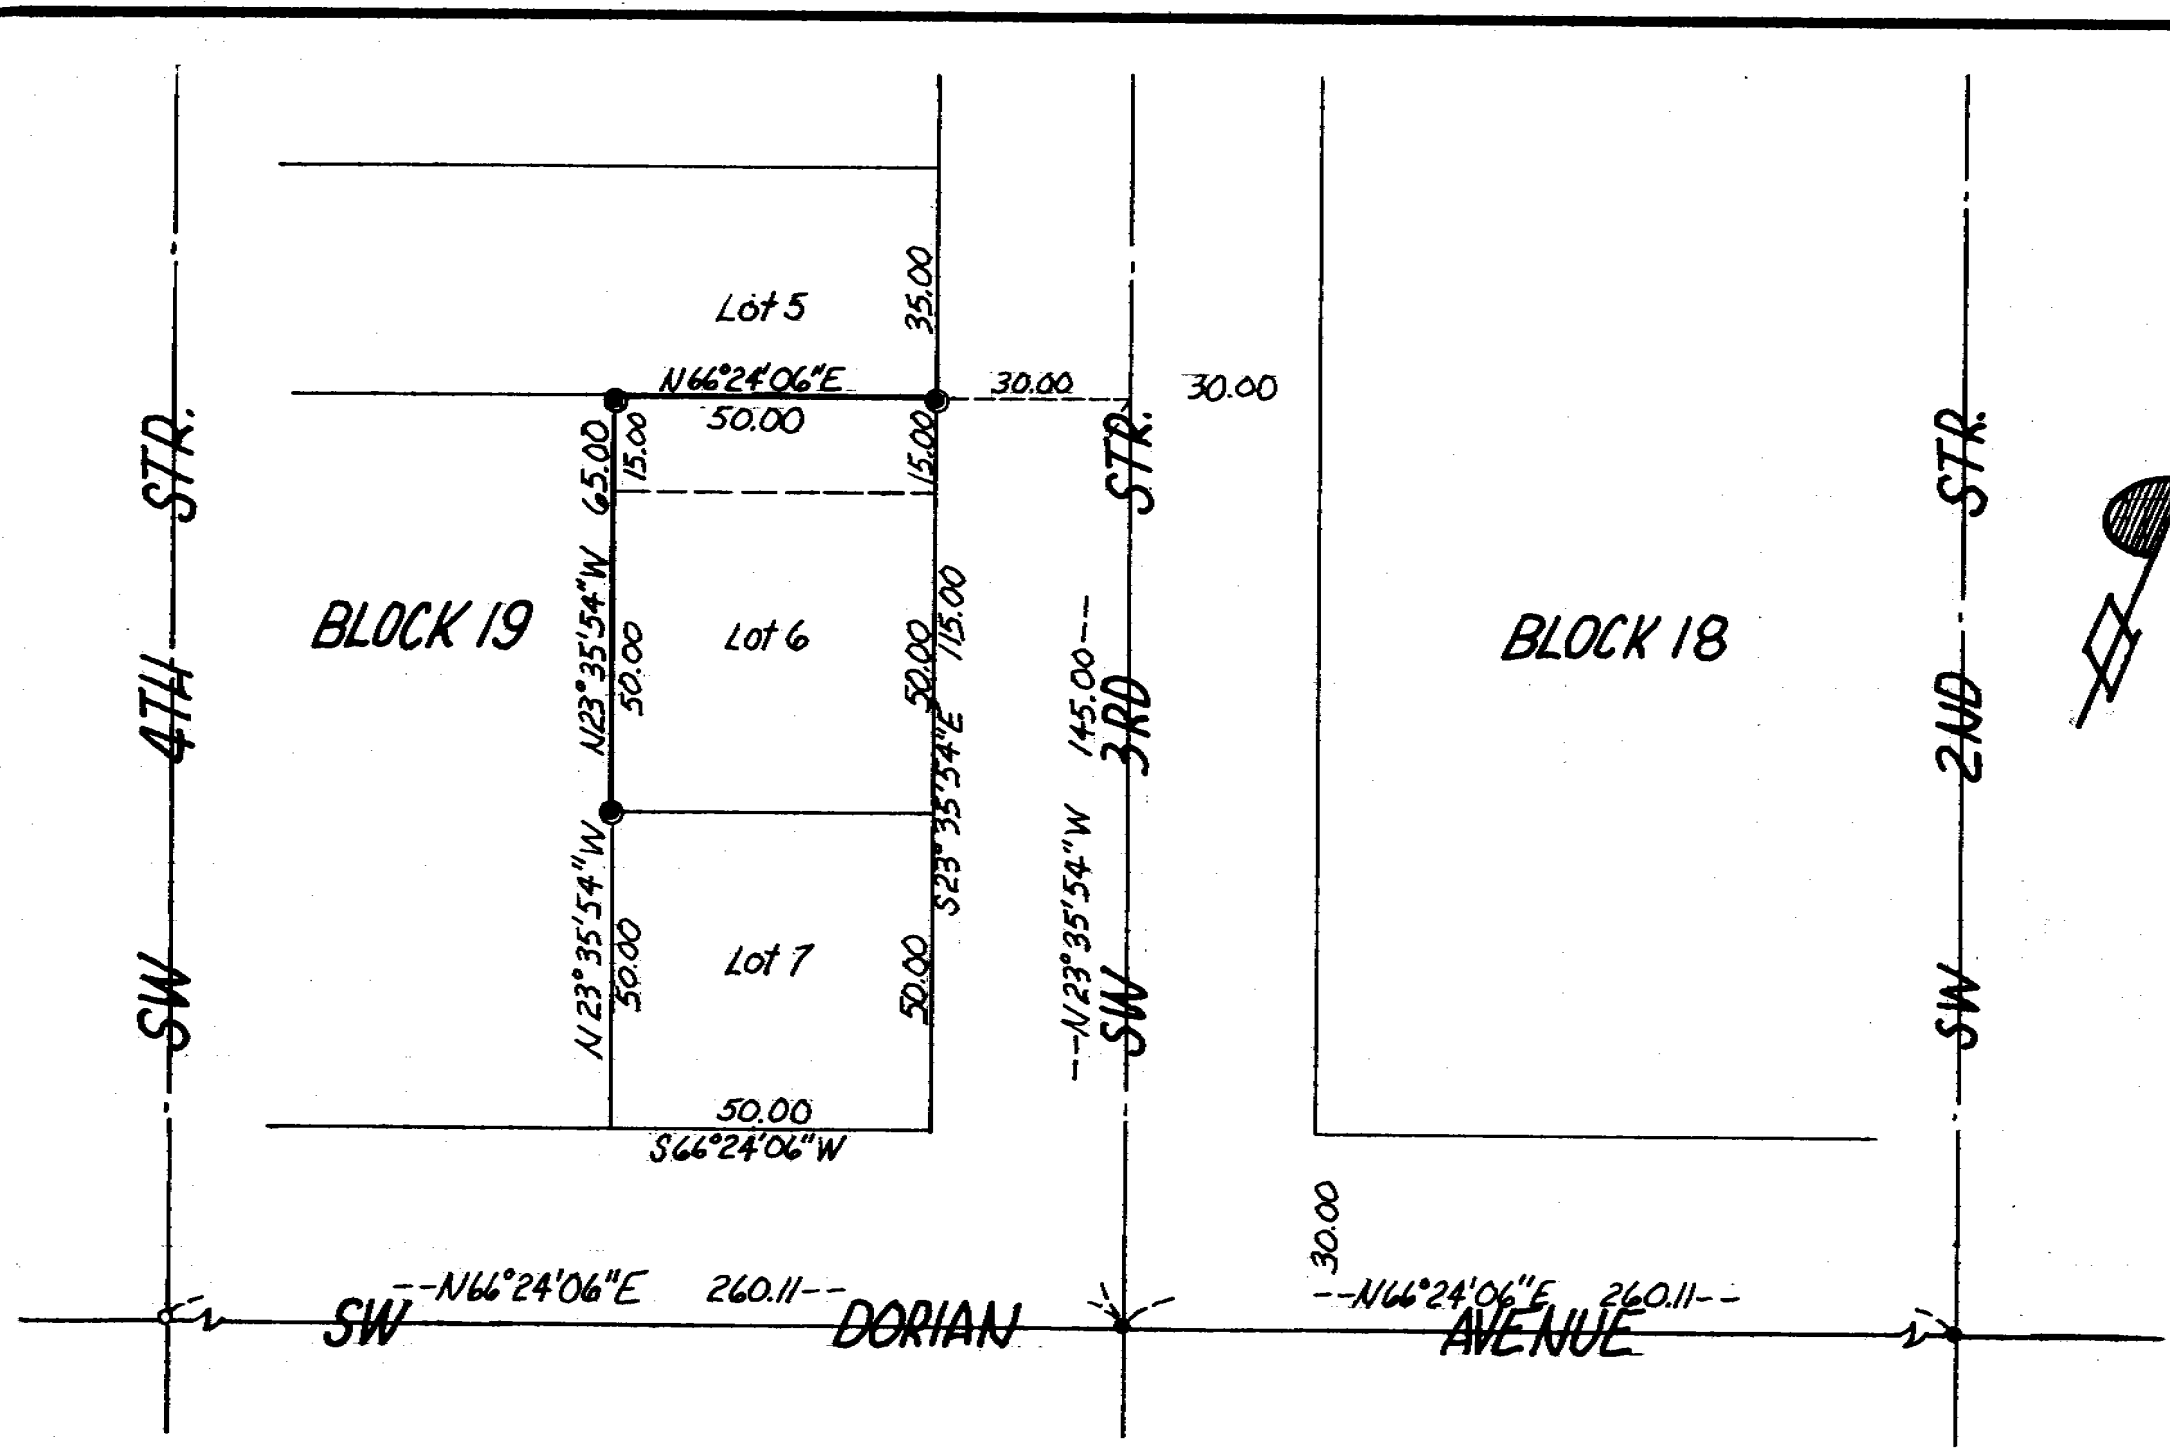 Lot 5
35.00
N66°24'06"E
50.00
30.00
30.00
65.00
15.00
15.00
N23°35'54"W
50.00
Lot 6
50.00
115.00
S23°35'54"E
BLOCK 19
BLOCK 18
4TH STR.
SW
3RD STR.
SW
2ND STR.
SW
--N23°35'54"W 145.00---
N23°35'54"W
50.00
Lot 7
50.00
50.00
S66°24'06"W
30.00
--N66°24'06"E 260.11--
--N66°24'06"E 260.11--
SW DORIAN AVENUE
N